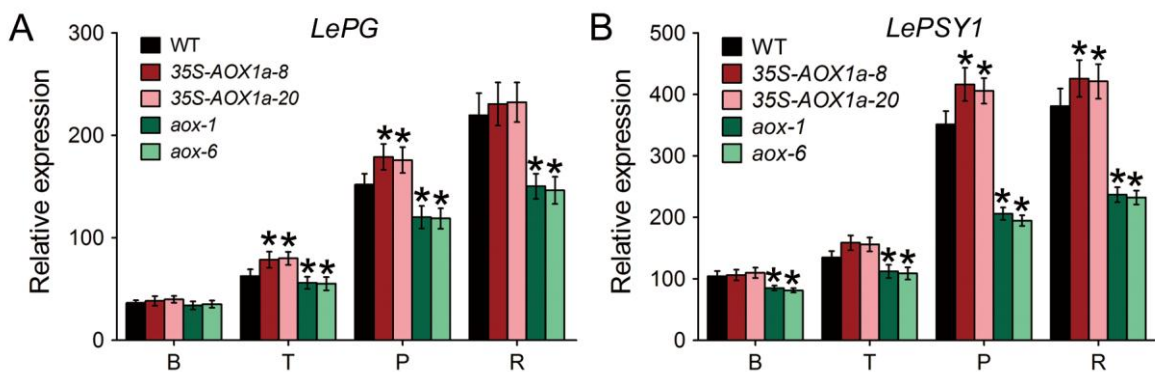 A
LePG
Relative expression
300
200
100
0
WT
35S-AOX1a-8
35S-AOX1a-20
aox-1
aox-6
* * * *
* * * *
* *
B T P R
B
LePSY1
Relative expression
500
400
300
200
100
0
WT
35S-AOX1a-8
35S-AOX1a-20
aox-1
aox-6
* *
* *
* * * *
* * * *
B T P R